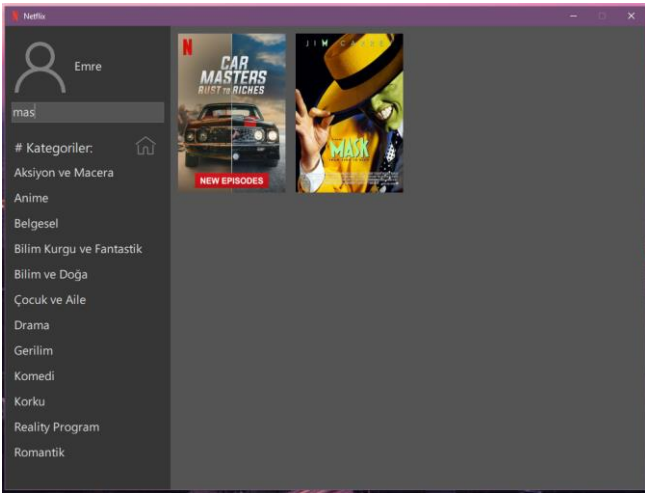 Netflix
Emre
mas
# Kategoriler:
Aksiyon ve Macera
Anime
Belgesel
Bilim Kurgu ve Fantastik
Bilim ve Doğa
Çocuk ve Aile
Drama
Gerilim
Komedi
Korku
Reality Program
Romantik
N
CAR
MASTERS
RUST TO RICHES
NEW EPISODES
JIM CARREY
MASK